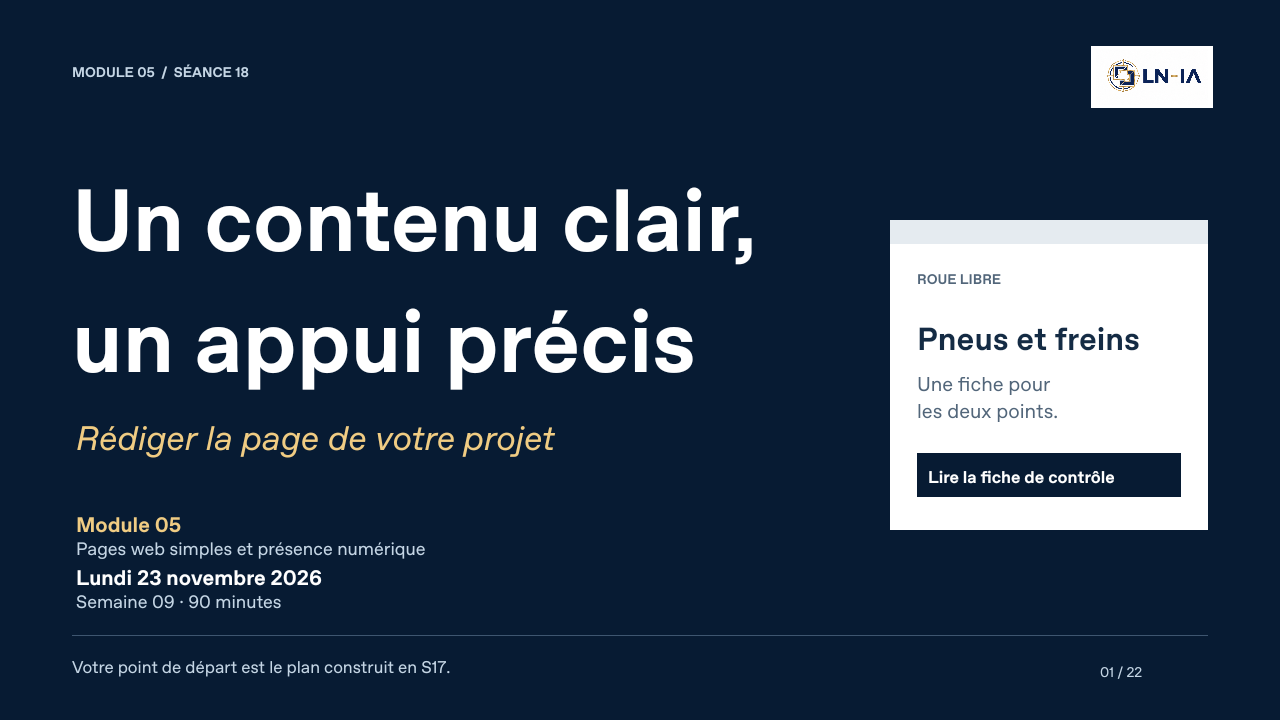 MODULE 05 / SÉANCE 18
LN-IA
Un contenu clair,
un appui précis
Rédiger la page de votre projet
Module 05
Pages web simples et présence numérique
Lundi 23 novembre 2026
Semaine 09 · 90 minutes
ROUE LIBRE
Pneus et freins
Une fiche pour
les deux points.
Lire la fiche de contrôle
Votre point de départ est le plan construit en S17.
01 / 22